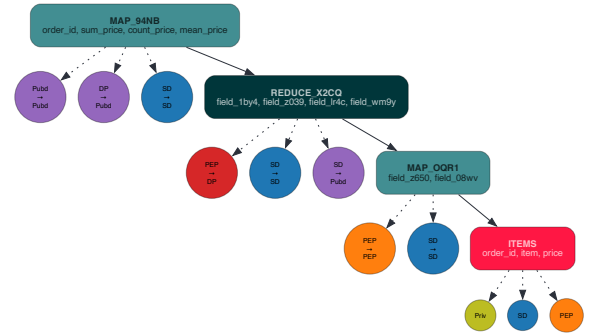 MAP_94NB
order_id, sum_price, count_price, mean_price
Pubd
→
Pubd
DP
→
Pubd
SD
→
SD
REDUCE_X2CQ
field_1by4, field_z039, field_lr4c, field_wm9y
PEP
→
DP
SD
→
SD
SD
→
Pubd
MAP_OQR1
field_z650, field_08wv
PEP
→
PEP
SD
→
SD
ITEMS
order_id, item, price
Priv
SD
PEP